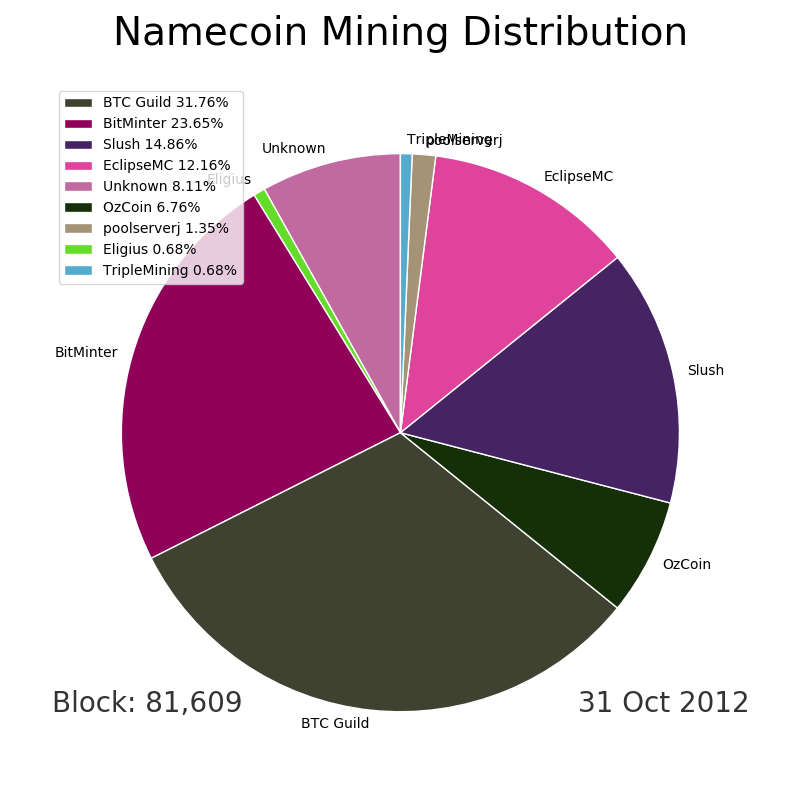 Namecoin Mining Distribution
BTC Guild 31.76%
BitMinter 23.65%
Slush 14.86%
EclipseMC 12.16%
Unknown 8.11%
OzCoin 6.76%
poolserverj 1.35%
Eligius 0.68%
TripleMining 0.68%
TripleMining
poolserverj
Unknown
EclipseMC
Eligius
BitMinter
Slush
OzCoin
BTC Guild
Block: 81,609
31 Oct 2012